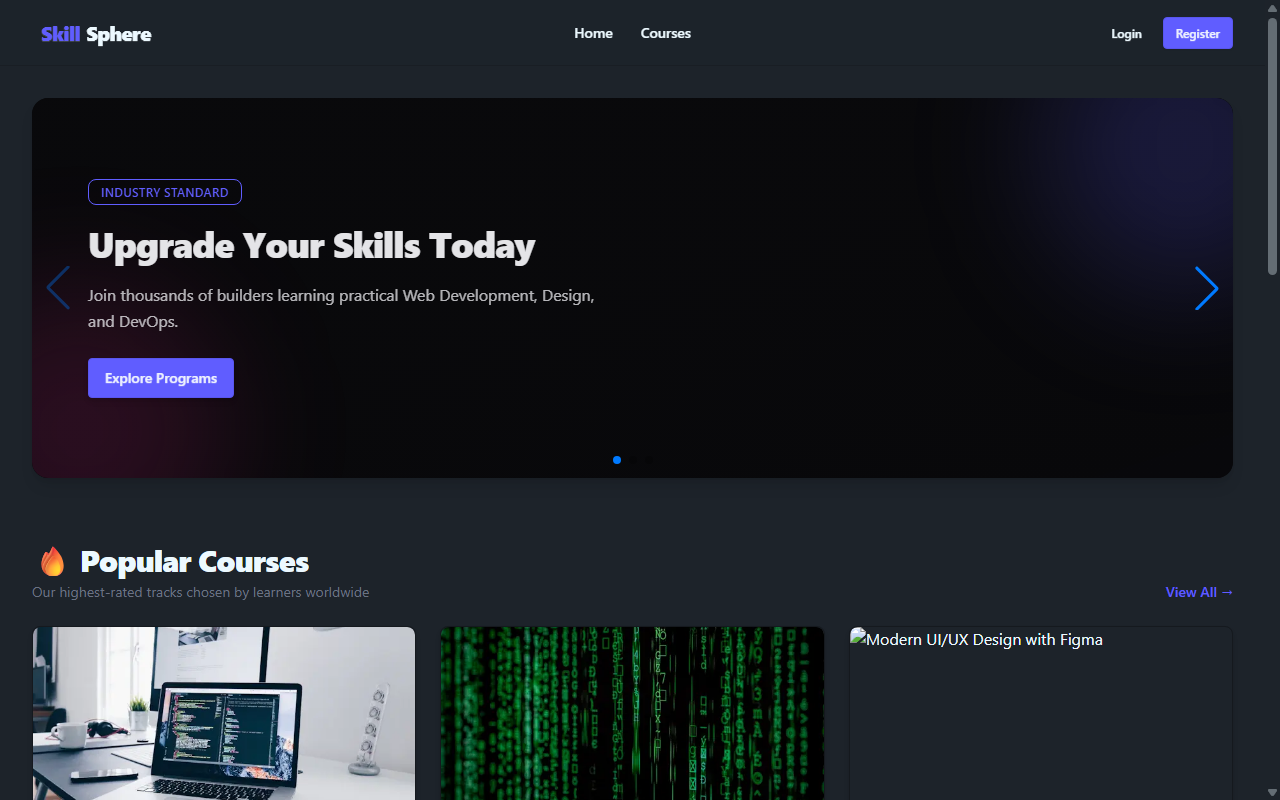 Skill Sphere
Home
Courses
Login
Register
INDUSTRY STANDARD
Upgrade Your Skills Today
Join thousands of builders learning practical Web Development, Design,
and DevOps.
Explore Programs
🔥 Popular Courses
Our highest-rated tracks chosen by learners worldwide
View All →
Modern UI/UX Design with Figma